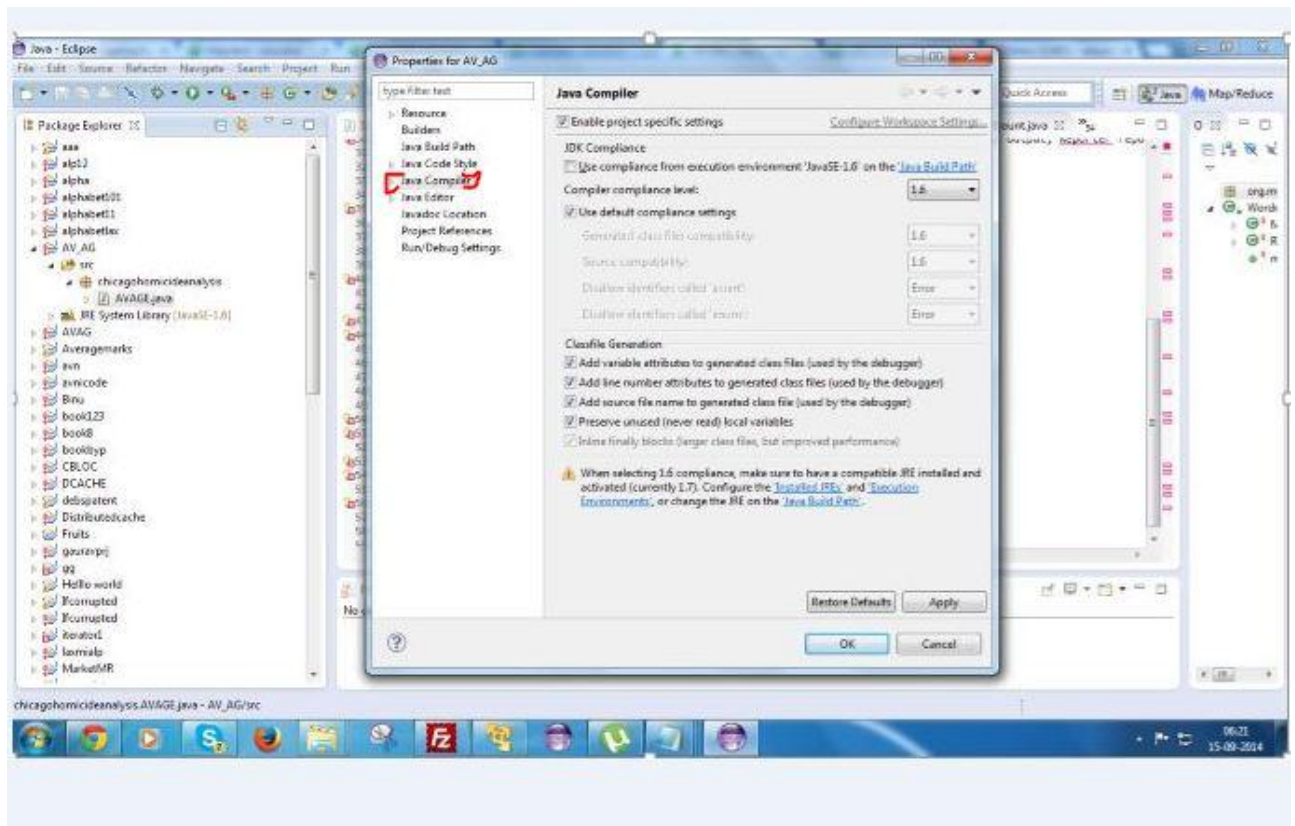 Java - Eclipse
File Edit Source Refactor Navigate Search Project Run
Quick Access
Java
Map/Reduce
Package Explorer
aaa
alp12
alpha
alphabet101
alphabet11
alphabetlax
AV_AG
src
chicagohomicideanalysis
AVAGE.java
JRE System Library [JavaSE-1.6]
AVAG
Averagemarks
avn
avnicode
Binu
book123
book8
bookbyp
CBLOC
DCACHE
debspatent
Distributedcache
Fruits
gauravprj
gg
Helllo world
Ifcorrupted
Ifcurrupted
iterator1
laxmialp
MarketMR
Properties for AV_AG
type filter text
Resource
Builders
Java Build Path
Java Code Style
Java Compiler
Java Editor
Javadoc Location
Project References
Run/Debug Settings
Java Compiler
Enable project specific settings
Configure Workspace Settings...
JDK Compliance
Use compliance from execution environment 'JavaSE-1.6' on the 'Java Build Path'
Compiler compliance level: 1.6
Use default compliance settings
Generated .class files compatibility: 1.6
Source compatibility: 1.6
Disallow identifiers called 'assert': Error
Disallow identifiers called 'enum': Error
Classfile Generation
Add variable attributes to generated class files (used by the debugger)
Add line number attributes to generated class files (used by the debugger)
Add source file name to generated class file (used by the debugger)
Preserve unused (never read) local variables
Inline finally blocks (larger class files, but improved performance)
When selecting 1.6 compliance, make sure to have a compatible JRE installed and
activated (currently 1.7). Configure the 'Installed JREs' and 'Execution
Environments', or change the JRE on the 'Java Build Path'.
Restore Defaults
Apply
OK
Cancel
ount.java
org.m
Wordc
No c
chicagohomicideanalysis.AVAGE.java - AV_AG/src
06:21
15-09-2014